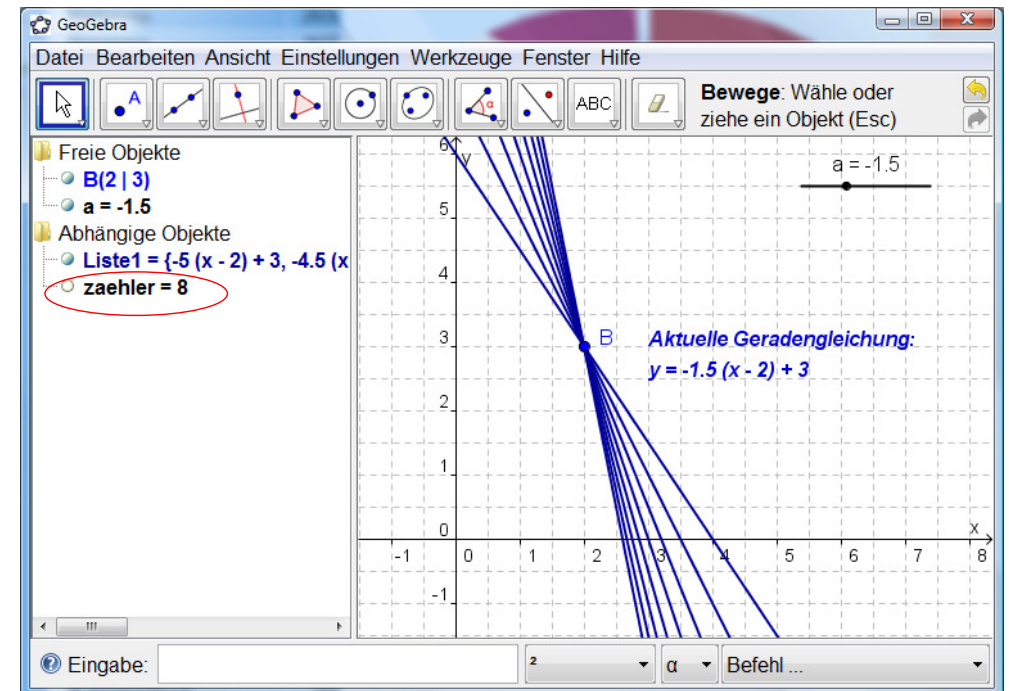 GeoGebra
Datei Bearbeiten Ansicht Einstellungen Werkzeuge Fenster Hilfe
A
α
ABC
Bewege: Wähle oder
ziehe ein Objekt (Esc)
Freie Objekte
B(2 | 3)
a = -1.5
Abhängige Objekte
Liste1 = {-5 (x - 2) + 3, -4.5 (x
zaehler = 8
y
6
5
4
3
2
1
0
-1
a = -1.5
B
Aktuelle Geradengleichung:
y = -1.5 (x - 2) + 3
x
-1 0 1 2 3 4 5 6 7 8
Eingabe:
²
α
Befehl ...